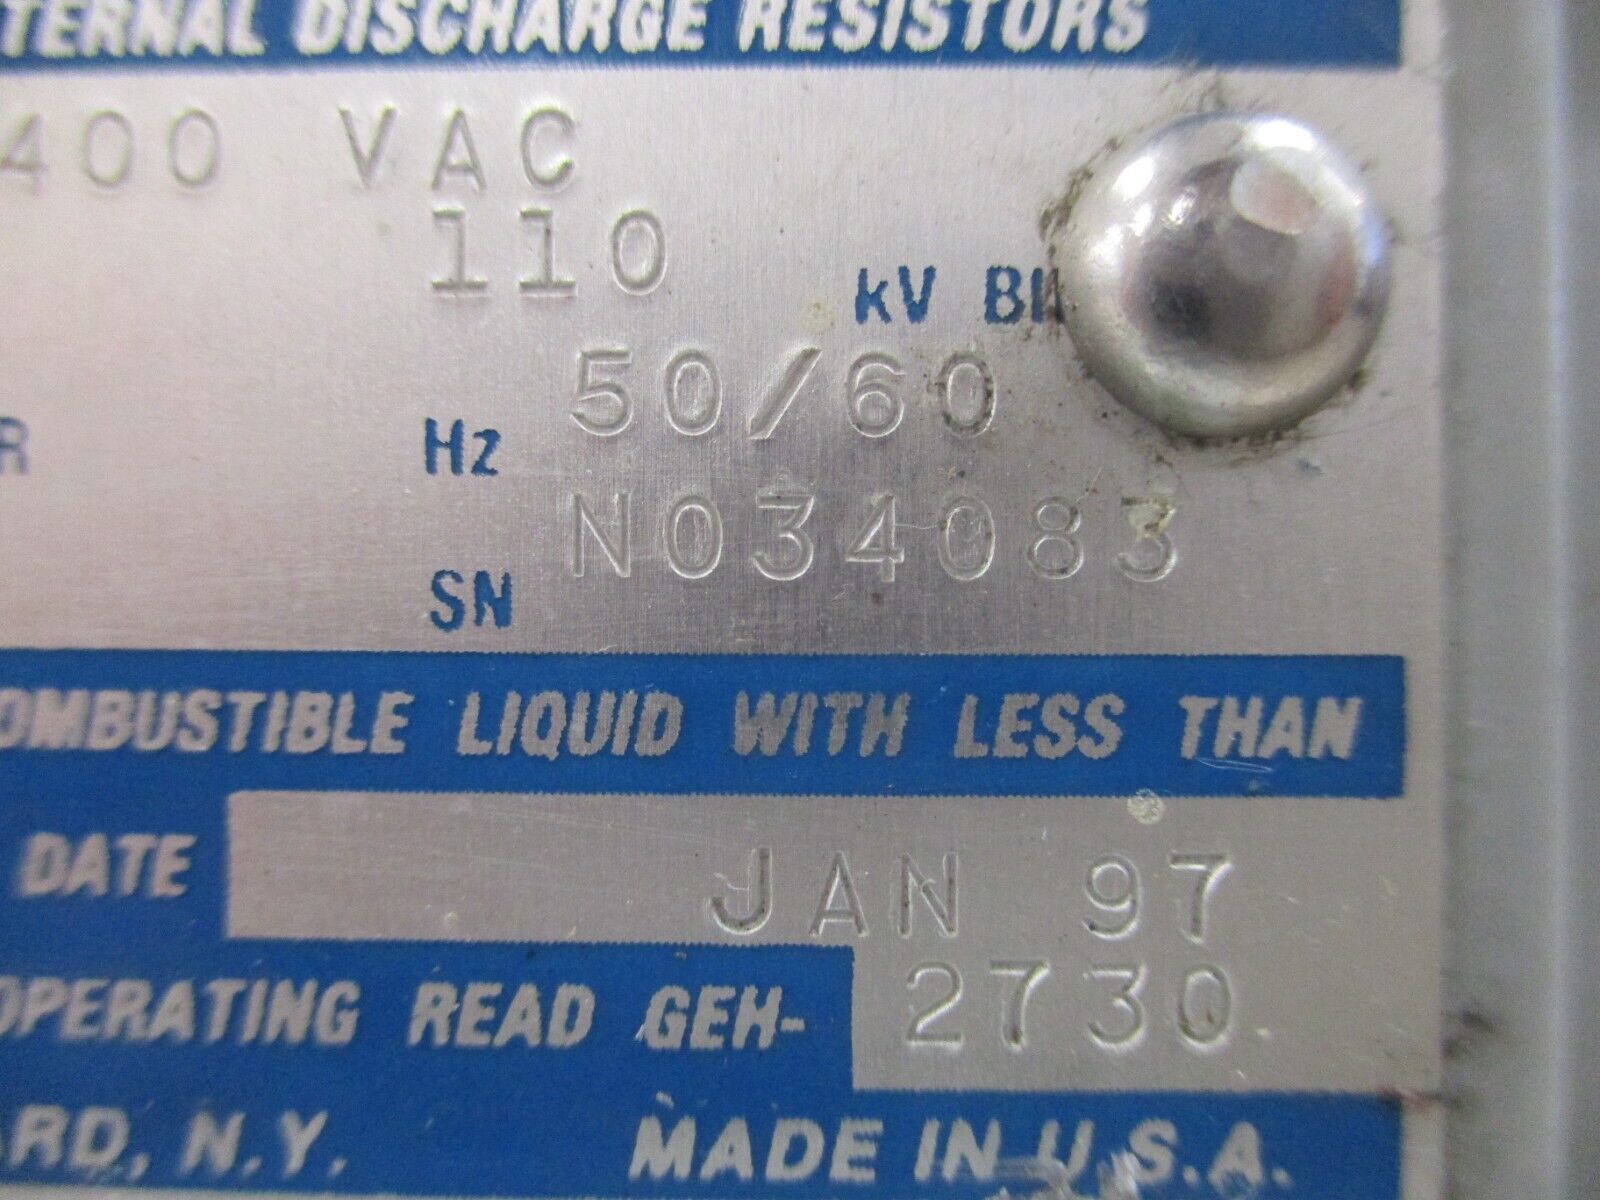 TERNAL DISCHARGE RESISTORS
400 VAC
110 kV BI
R Hz 50/60
SN N034083
OMBUSTIBLE LIQUID WITH LESS THAN
DATE JAN 97
OPERATING READ GEH- 2730
ARD, N.Y. MADE IN U.S.A.